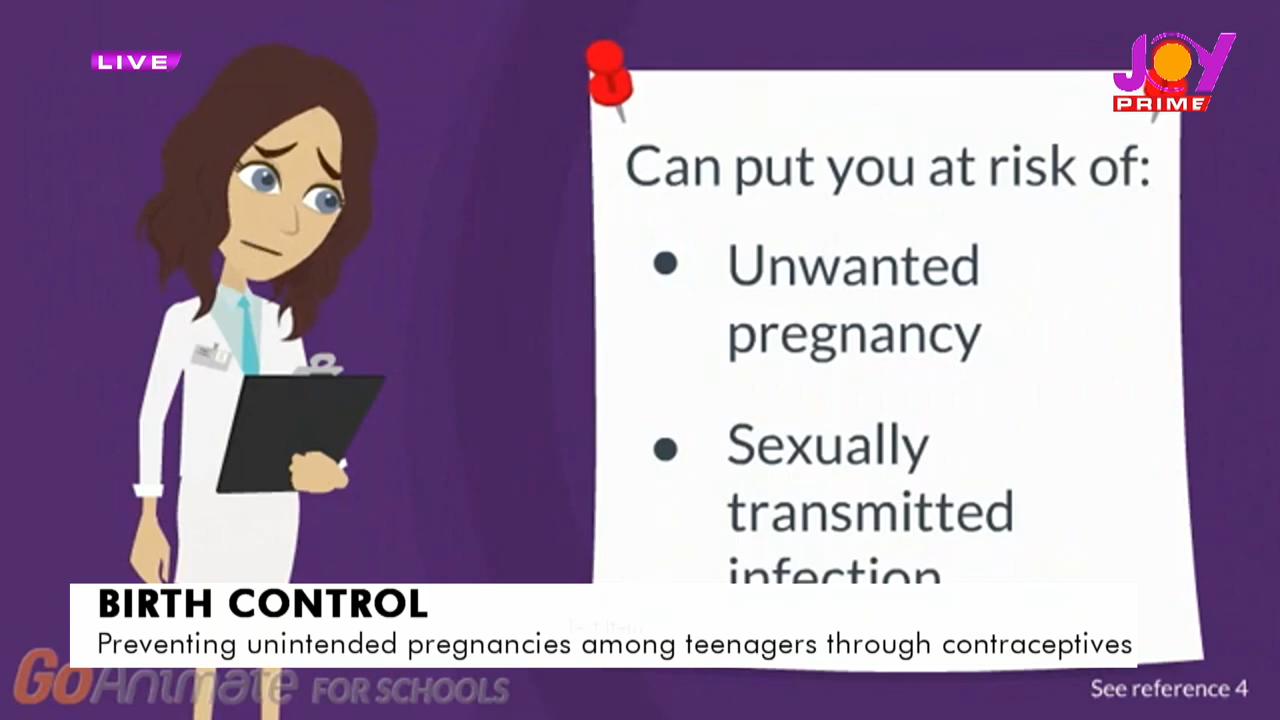 LIVE
JOY
PRIME
Can put you at risk of:
• Unwanted
pregnancy
• Sexually
transmitted
infection
BIRTH CONTROL
Preventing unintended pregnancies among teenagers through contraceptives
GoAnimate FOR SCHOOLS
See reference 4